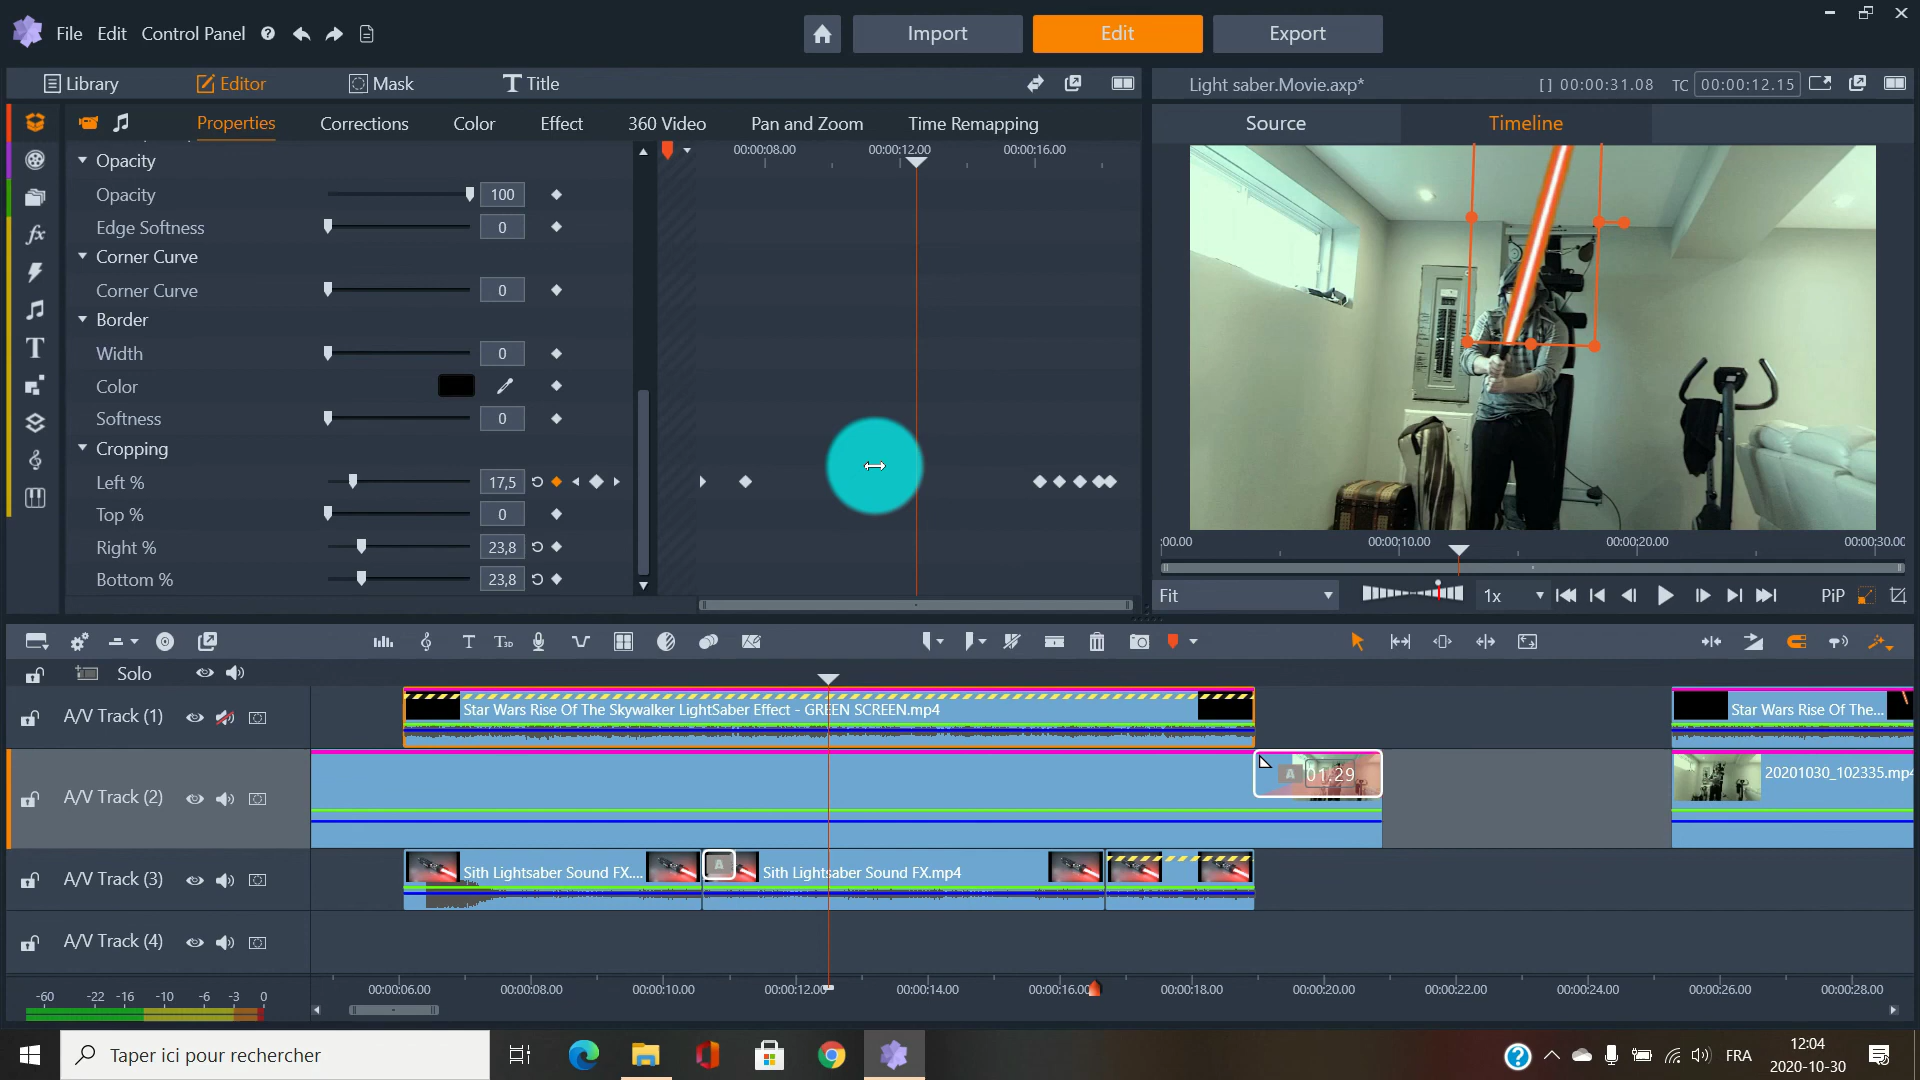 File Edit Control Panel
Import Edit Export
Library Editor Mask Title
Light saber.Movie.axp* [ ] 00:00:31.08 TC 00:00:12.15
Properties Corrections Color Effect 360 Video Pan and Zoom Time Remapping
Source Timeline
00:00:08.00 00:00:12.00 00:00:16.00
Opacity
Opacity 100
Edge Softness 0
Corner Curve
Corner Curve 0
Border
Width 0
Color
Softness 0
Cropping
Left % 17,5
Top % 0
Right % 23,8
Bottom % 23,8
:00.00 00:00:10.00 00:00:20.00 00:00:30.0
Fit 1x PiP
Solo
A/V Track (1)
Star Wars Rise Of The Skywalker LightSaber Effect - GREEN SCREEN.mp4
Star Wars Rise Of The...
A/V Track (2)
A 01:29
20201030_102335.mp4
A/V Track (3)
Sith Lightsaber Sound FX....
A
Sith Lightsaber Sound FX.mp4
A/V Track (4)
-60 -22 -16 -10 -6 -3 0
00:00:06.00 00:00:08.00 00:00:10.00 00:00:12.00 00:00:14.00 00:00:16.00 00:00:18.00 00:00:20.00 00:00:22.00 00:00:24.00 00:00:26.00 00:00:28.00
Taper ici pour rechercher
FRA
12:04
2020-10-30